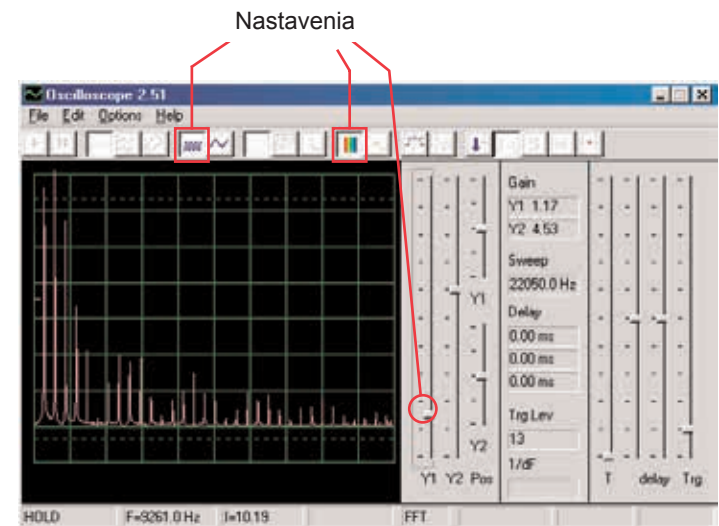 Nastavenia
Oscilloscope 2.51
File Edit Options Help
Gain
Y1 1.17
Y2 4.53
Sweep
22050.0 Hz
Y1
Delay
0.00 ms
0.00 ms
0.00 ms
Trg Lev
13
Y2
1/dF
Y1 Y2 Pos
T delay Trg
HOLD F=9261.0 Hz I=10.19 FFT